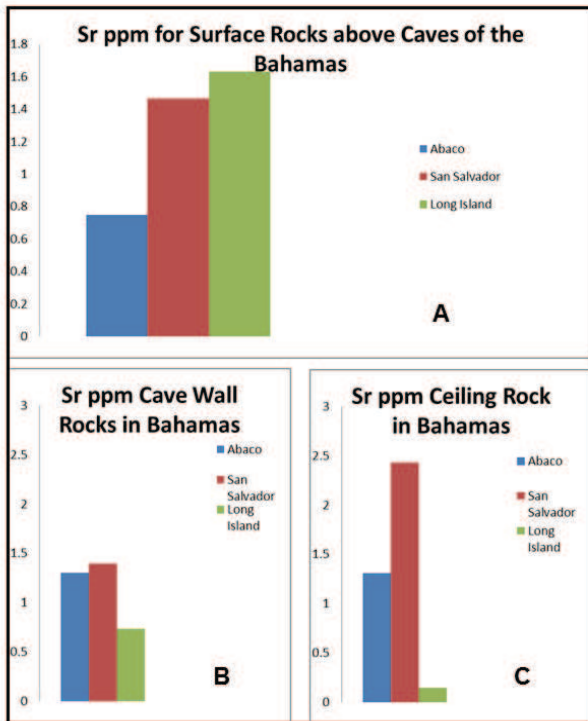 Sr ppm for Surface Rocks above Caves of the
Bahamas
1.8
1.6
1.4
1.2
1
0.8
0.6
0.4
0.2
0
Abaco
San Salvador
Long Island
A
Sr ppm Cave Wall
Rocks in Bahamas
3
2.5
2
1.5
1
0.5
0
Abaco
San
Salvador
Long
Island
B
Sr ppm Ceiling Rock
in Bahamas
3
2.5
2
1.5
1
0.5
0
Abaco
San
Salvador
Long
Island
C